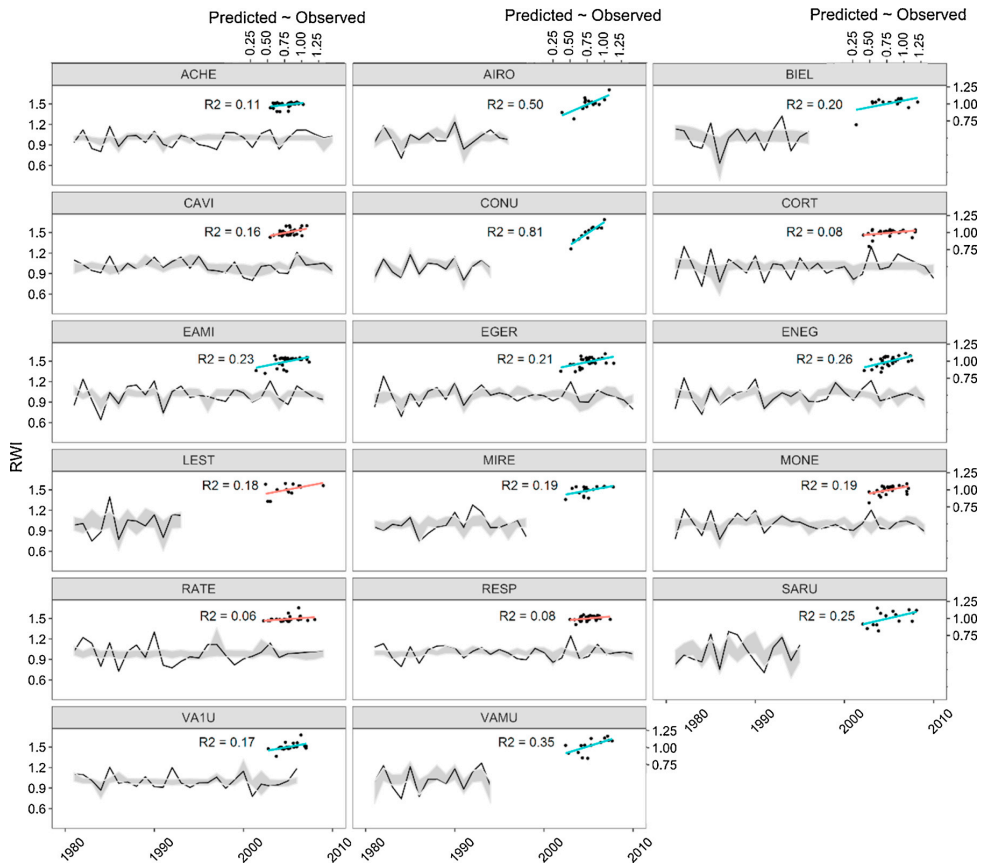 Predicted ~ Observed Predicted ~ Observed Predicted ~ Observed
0.25 0.50 0.75 1.00 1.25 0.25 0.50 0.75 1.00 1.25 0.25 0.50 0.75 1.00 1.25
ACHE AIRO BIEL
R2 = 0.11 R2 = 0.50 R2 = 0.20
1.5 1.2 0.9 0.6
1.25 1.00 0.75
CAVI CONU CORT
R2 = 0.16 R2 = 0.81 R2 = 0.08
1.5 1.2 0.9 0.6
1.25 1.00 0.75
EAMI EGER ENEG
R2 = 0.23 R2 = 0.21 R2 = 0.26
1.5 1.2 0.9 0.6
1.25 1.00 0.75
RWI
LEST MIRE MONE
R2 = 0.18 R2 = 0.19 R2 = 0.19
1.5 1.2 0.9 0.6
1.25 1.00 0.75
RATE RESP SARU
R2 = 0.06 R2 = 0.08 R2 = 0.25
1.5 1.2 0.9 0.6
1.25 1.00 0.75
1980 1990 2000 2010
VA1U VAMU
R2 = 0.17 R2 = 0.35
1.5 1.2 0.9 0.6
1.25 1.00 0.75
1980 1990 2000 2010 1980 1990 2000 2010